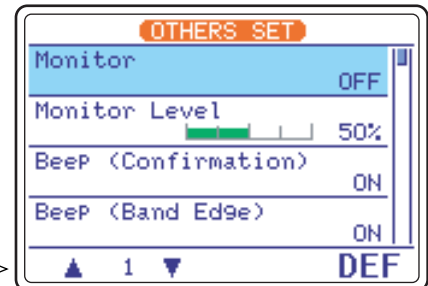 OTHERS SET
Monitor
OFF
Monitor Level
50%
Beep (Confirmation)
ON
Beep (Band Edge)
ON
▲ 1 ▼ DEF